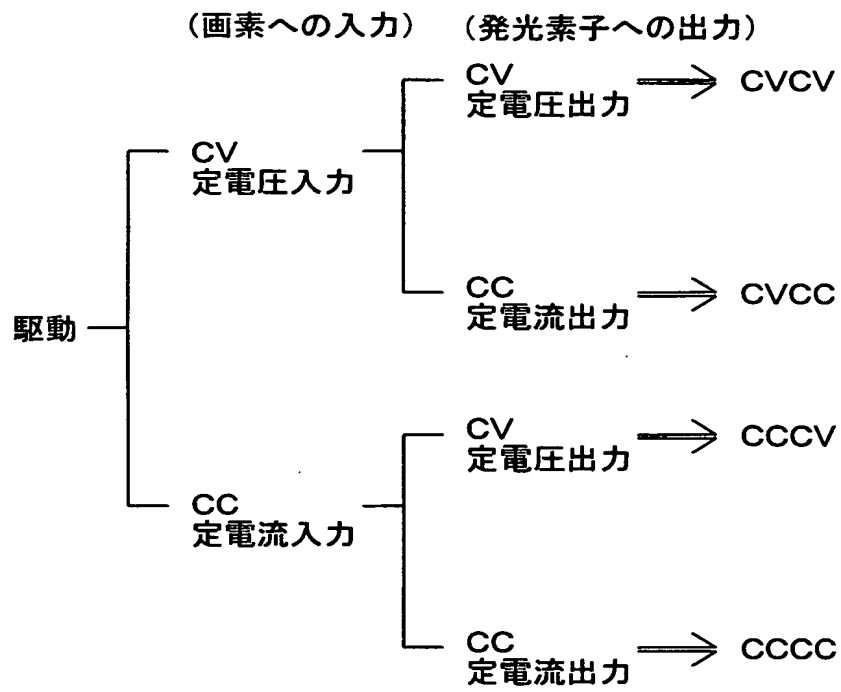 (画素への入力)
(発光素子への出力)
CV
定電圧出力
CVCV
CV
定電圧入力
CC
定電流出力
CVCC
駆動
CV
定電圧出力
CCCV
CC
定電流入力
CC
定電流出力
CCCC